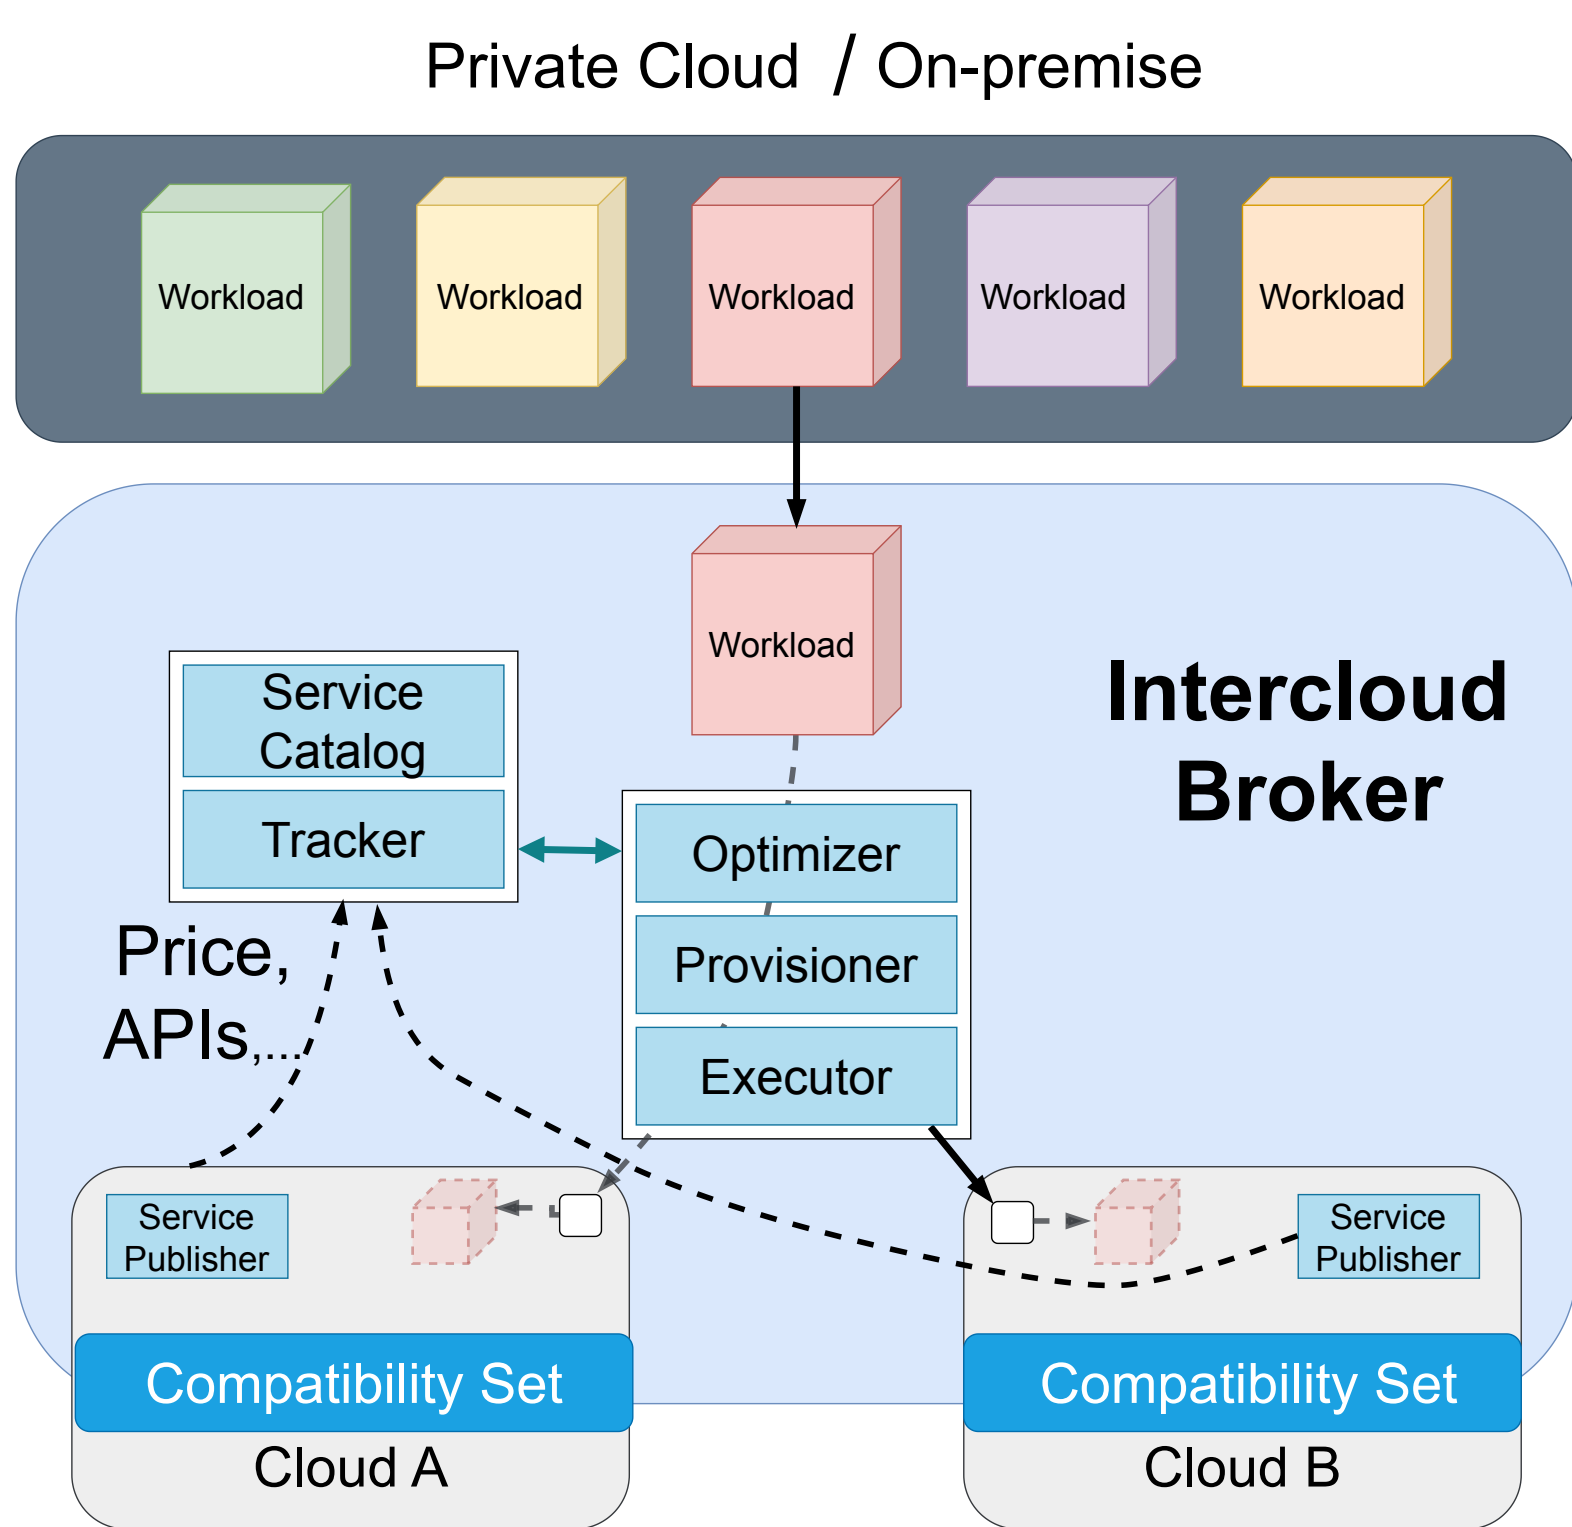 Private Cloud / On-premise
Workload
Workload
Workload
Workload
Workload
Workload
Intercloud
Broker
Service
Catalog
Tracker
Optimizer
Provisioner
Executor
Price,
APIs,...
Service
Publisher
Service
Publisher
Compatibility Set
Compatibility Set
Cloud A
Cloud B